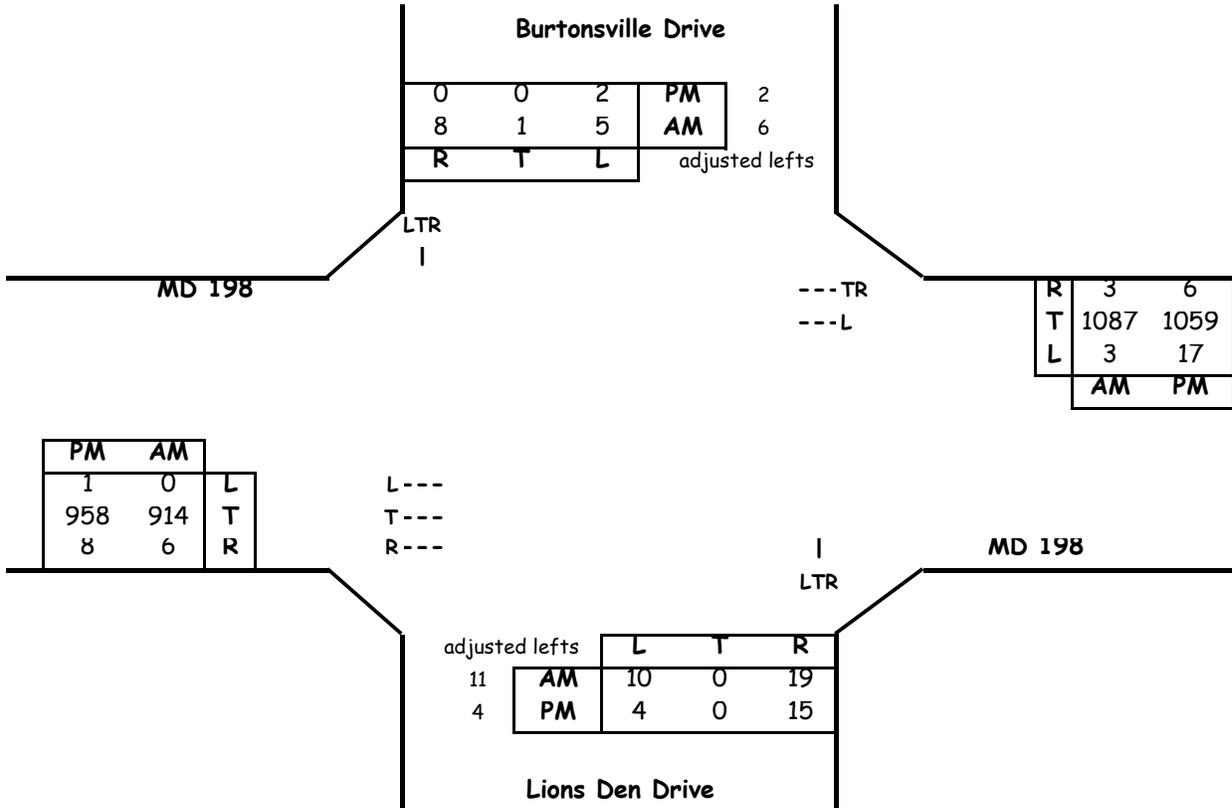 Burtonsville Drive
0 0 2 PM 2
8 1 5 AM 6
R T L adjusted lefts
LTR
|
MD 198
---TR
---L
R 3 6
T 1087 1059
L 3 17
AM PM
PM AM
1 0 L
958 914 T
8 6 R
L---
T---
R---
|
LTR
MD 198
adjusted lefts L T R
11 AM 10 0 19
4 PM 4 0 15
Lions Den Drive